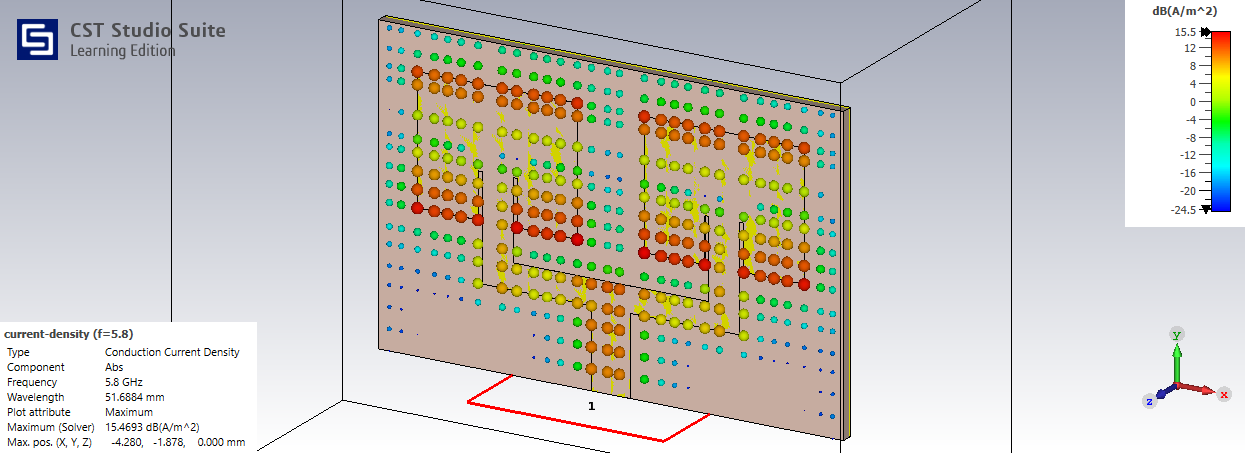 CST Studio Suite
Learning Edition
dB(A/m^2)
15.5
12
8
4
0
-4
-8
-12
-16
-20
-24.5
current-density (f=5.8)
Type Conduction Current Density
Component Abs
Frequency 5.8 GHz
Wavelength 51.6884 mm
Plot attribute Maximum
Maximum (Solver) 15.4693 dB(A/m^2)
Max. pos. (X, Y, Z) -4.280, -1.878, 0.000 mm
1
Y
Z
X